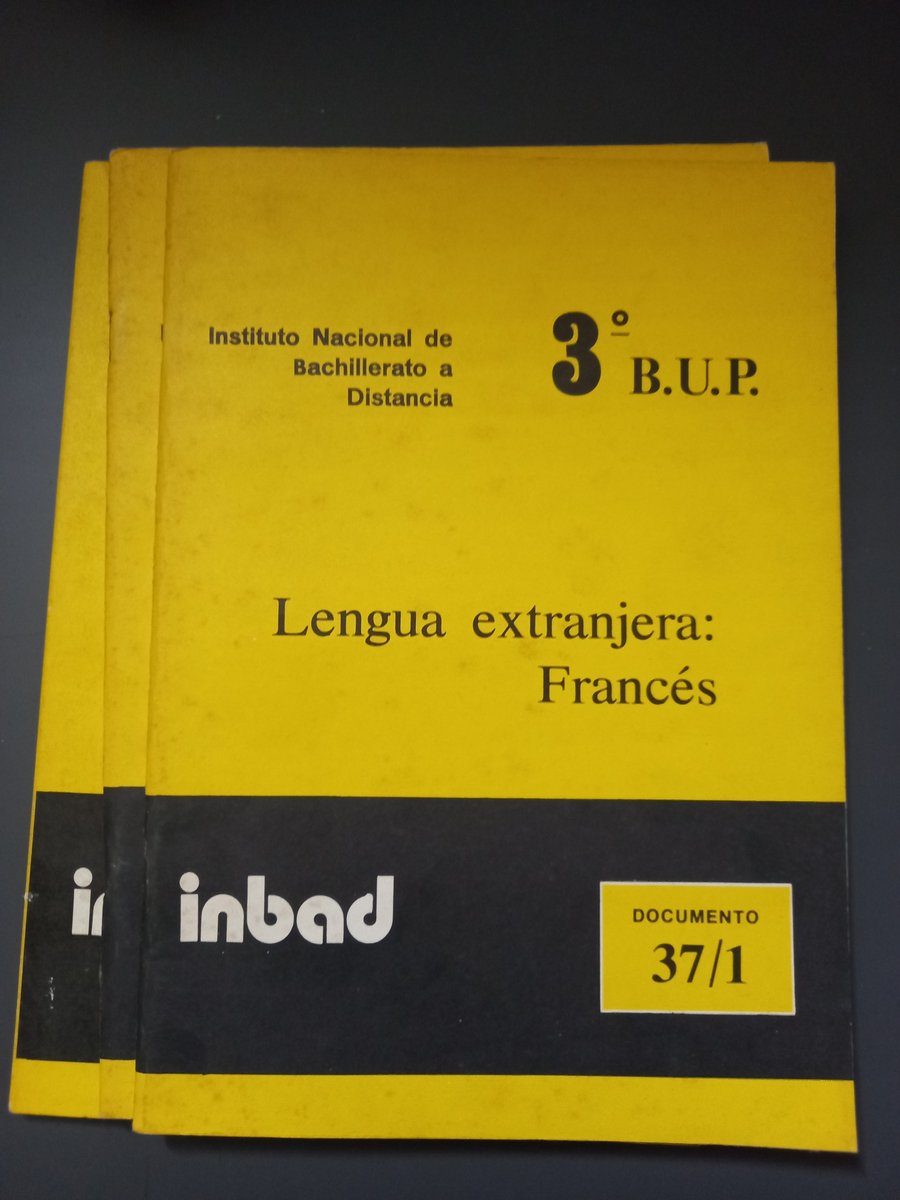 Instituto Nacional de
Bachillerato a
Distancia
3º B.U.P.
Lengua extranjera:
Francés
inbad
DOCUMENTO
37/1